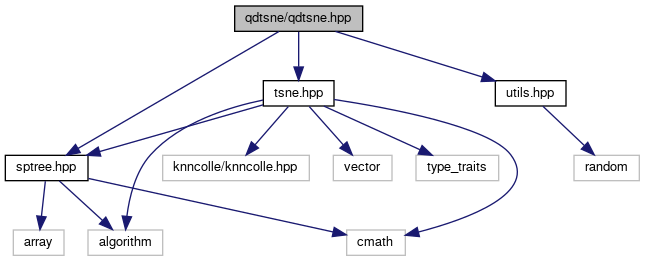 qdtsne/qdtsne.hpp
tsne.hpp
utils.hpp
sptree.hpp
knncolle/knncolle.hpp
vector
type_traits
random
array
algorithm
cmath